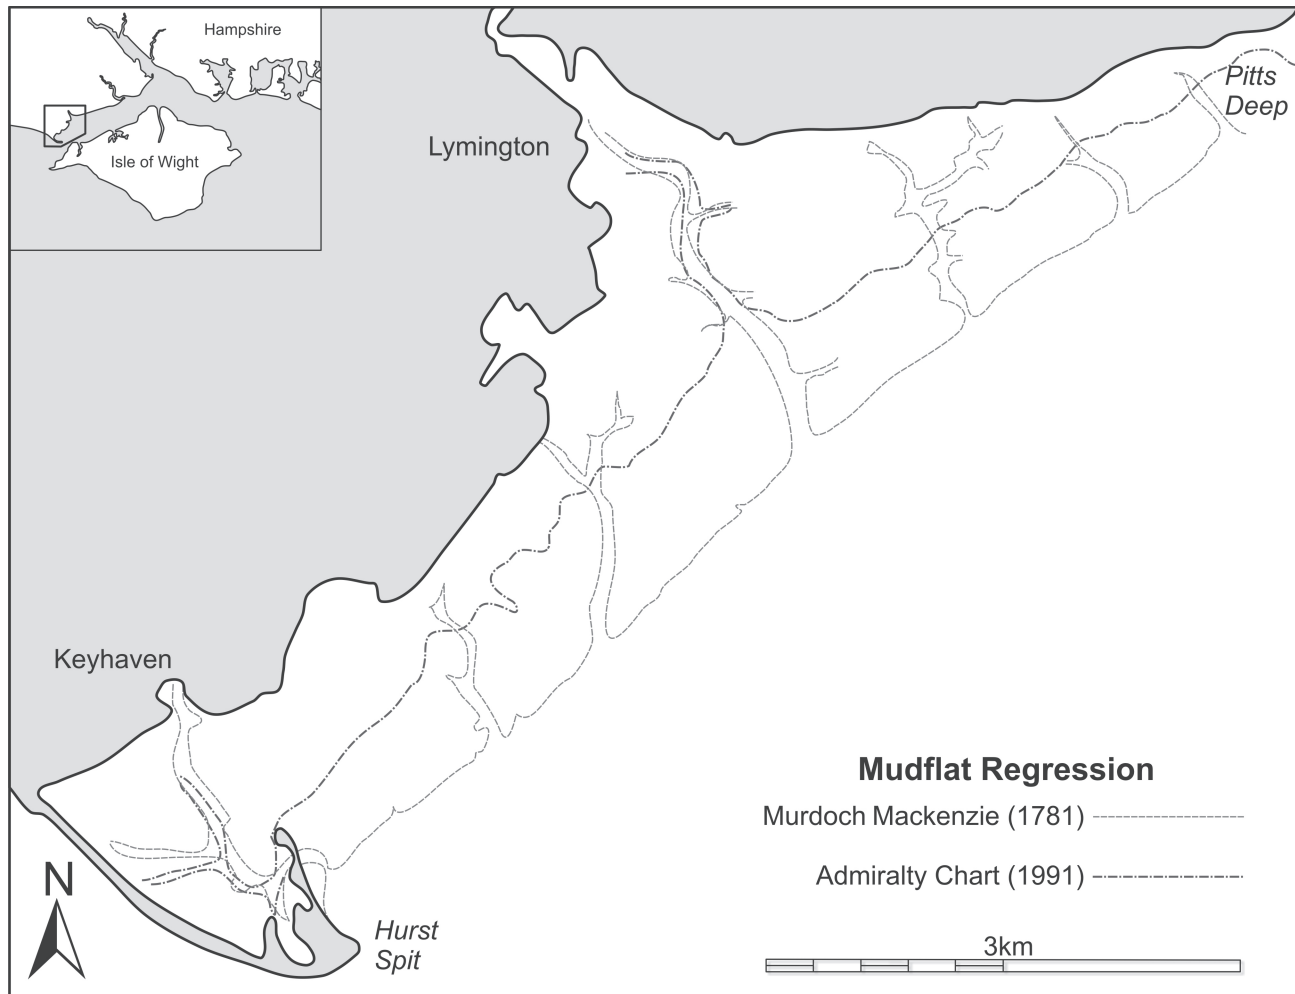 Hampshire
Isle of Wight
Pitts
Deep
Lymington
Keyhaven
Mudflat Regression
Murdoch Mackenzie (1781)
Admiralty Chart (1991)
N
Hurst
Spit
3km